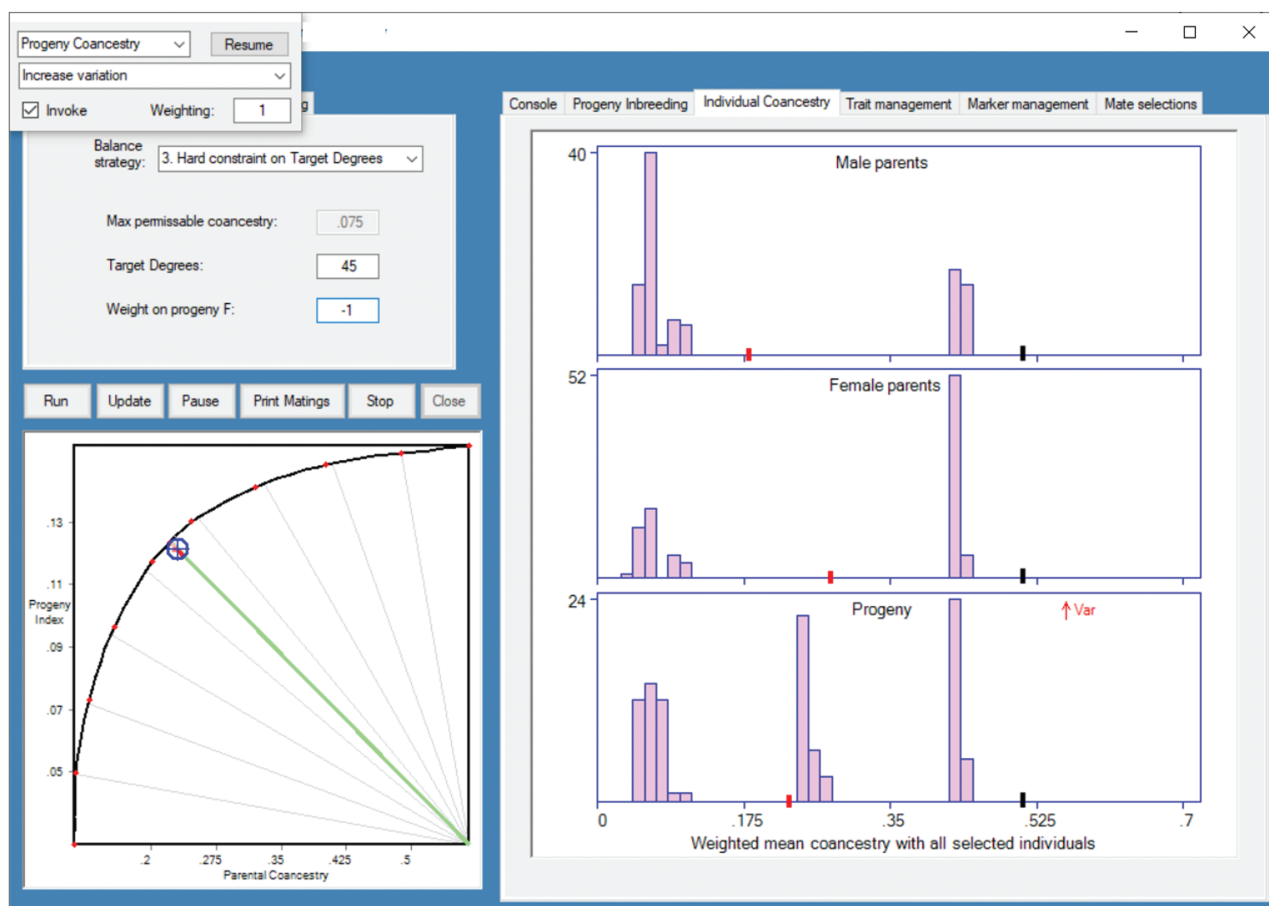 Progeny Coancestry
Resume
Increase variation
Invoke
Weighting:
1
g
Balance strategy:
3. Hard constraint on Target Degrees
Max permissable coancestry:
.075
Target Degrees:
45
Weight on progeny F:
-1
Run
Update
Pause
Print Matings
Stop
Close
.13
.11
Progeny
Index
.09
.07
.05
.2
.275
.35
.425
.5
Parental Coancestry
Console
Progeny Inbreeding
Individual Coancestry
Trait management
Marker management
Mate selections
40
Male parents
52
Female parents
24
Progeny
↑ Var
0
.175
.35
.525
.7
Weighted mean coancestry with all selected individuals